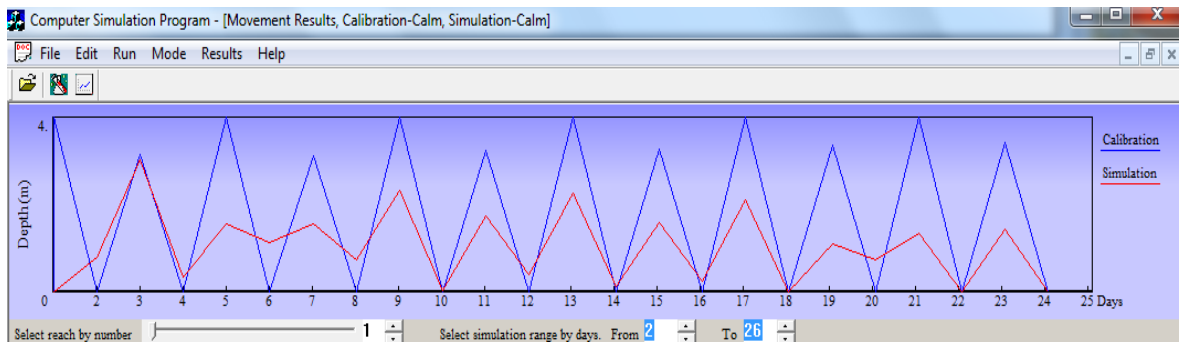 Computer Simulation Program - [Movement Results, Calibration-Calm, Simulation-Calm]
File Edit Run Mode Results Help
4.
Calibration
Simulation
Depth (m)
0 2 3 4 5 6 7 8 9 10 11 12 13 14 15 16 17 18 19 20 21 22 23 24 25 Days
Select reach by number 1 Select simulation range by days. From 2 To 26